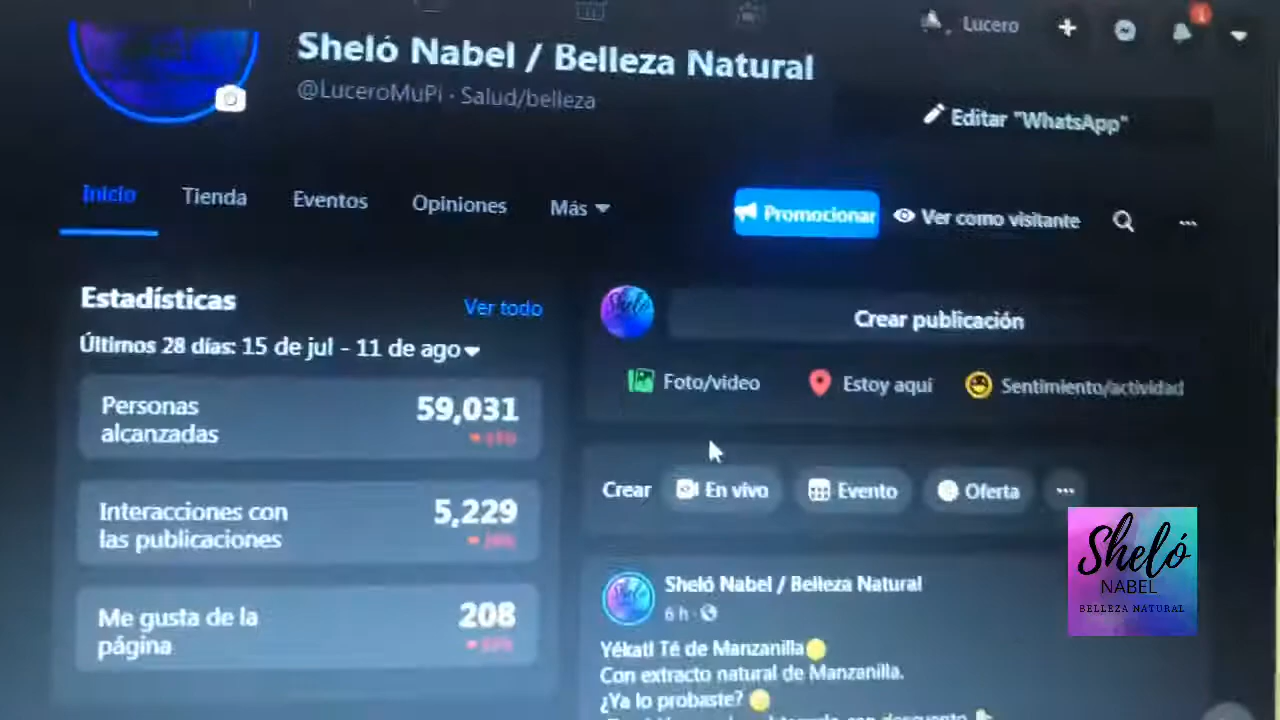 Lucero
Sheló Nabel / Belleza Natural
@LuceroMuPi · Salud/belleza
Editar "WhatsApp"
Inicio
Tienda
Eventos
Opiniones
Más
Promocionar
Ver como visitante
...
Estadísticas
Ver todo
Últimos 28 días: 15 de jul - 11 de ago
Personas
alcanzadas
59,031
Interacciones con
las publicaciones
5,229
Me gusta de la
página
208
Sheló
Crear publicación
Foto/video
Estoy aquí
Sentimiento/actividad
Crear
En vivo
Evento
Oferta
...
Sheló
Sheló Nabel / Belleza Natural
6 h ·
Yékatl Té de Manzanilla
Con extracto natural de Manzanilla.
¿Ya lo probaste?
Sheló
NABEL
BELLEZA NATURAL